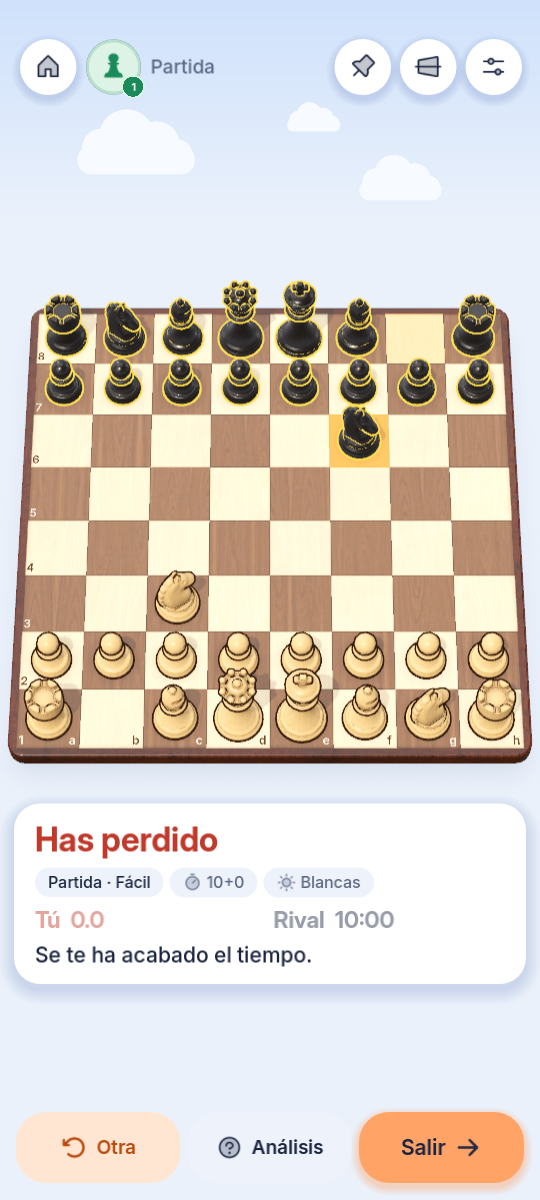 Partida
1
8
7
6
5
4
3
2
1 a b c d e f g h
Has perdido
Partida · Fácil 10+0 Blancas
Tú 0.0 Rival 10:00
Se te ha acabado el tiempo.
Otra Análisis Salir